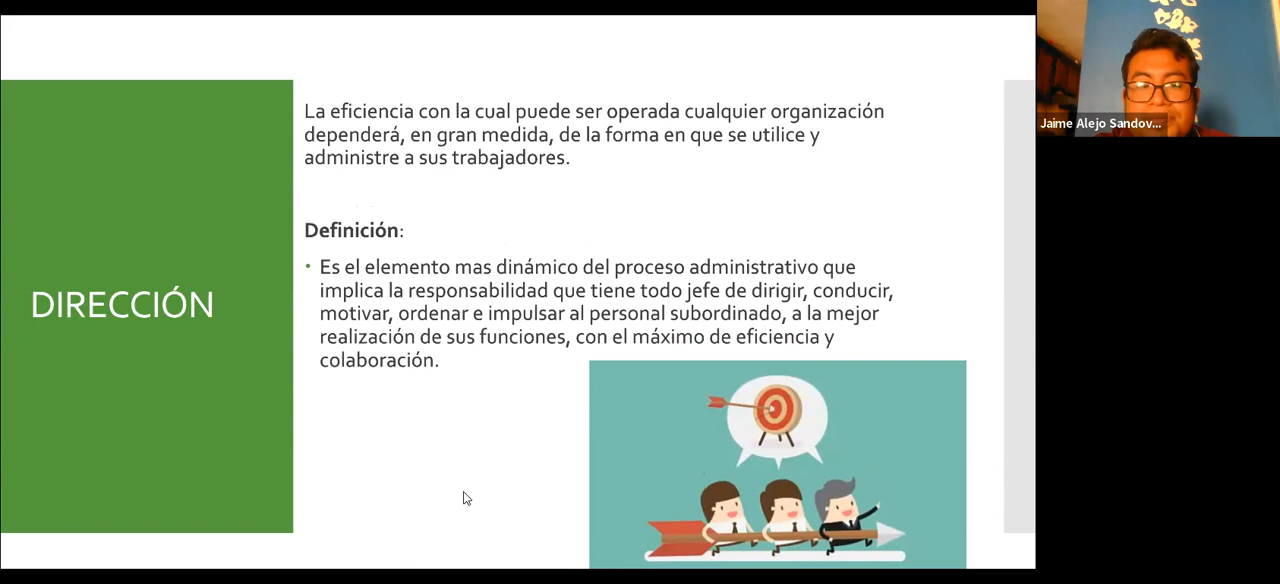 La eficiencia con la cual puede ser operada cualquier organización
dependerá, en gran medida, de la forma en que se utilice y
administre a sus trabajadores.
Definición:
• Es el elemento mas dinámico del proceso administrativo que
implica la responsabilidad que tiene todo jefe de dirigir, conducir,
motivar, ordenar e impulsar al personal subordinado, a la mejor
realización de sus funciones, con el máximo de eficiencia y
colaboración.
DIRECCIÓN
Jaime Alejo Sandov...